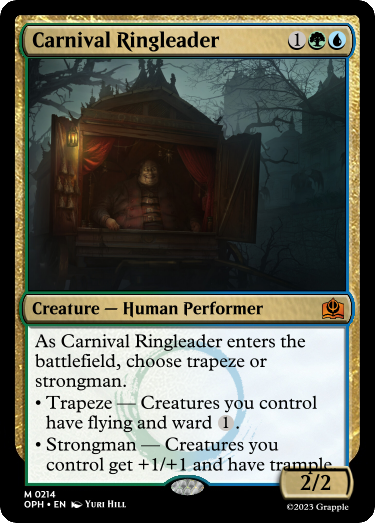 Carnival Ringleader 1
Creature — Human Performer
As Carnival Ringleader enters the
battlefield, choose trapeze or
strongman.
• Trapeze — Creatures you control
have flying and ward 1.
• Strongman — Creatures you
control get +1/+1 and have trample.
2/2
M 0214
OPH • EN Yuri Hill
©2023 Grapple